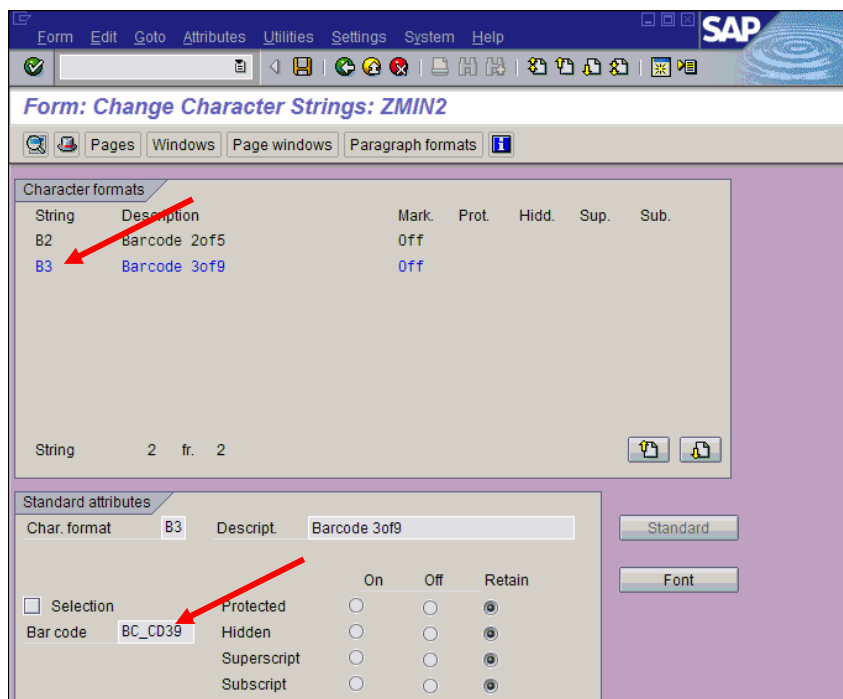 Form Edit Goto Attributes Utilities Settings System Help
SAP
Form: Change Character Strings: ZMIN2
Pages Windows Page windows Paragraph formats
Character formats
String Description Mark. Prot. Hidd. Sup. Sub.
B2 Barcode 2of5 Off
B3 Barcode 3of9 Off
String 2 fr. 2
Standard attributes
Char. format B3 Descript. Barcode 3of9 Standard
On Off Retain Font
Selection Protected
Bar code BC_CD39 Hidden
Superscript
Subscript